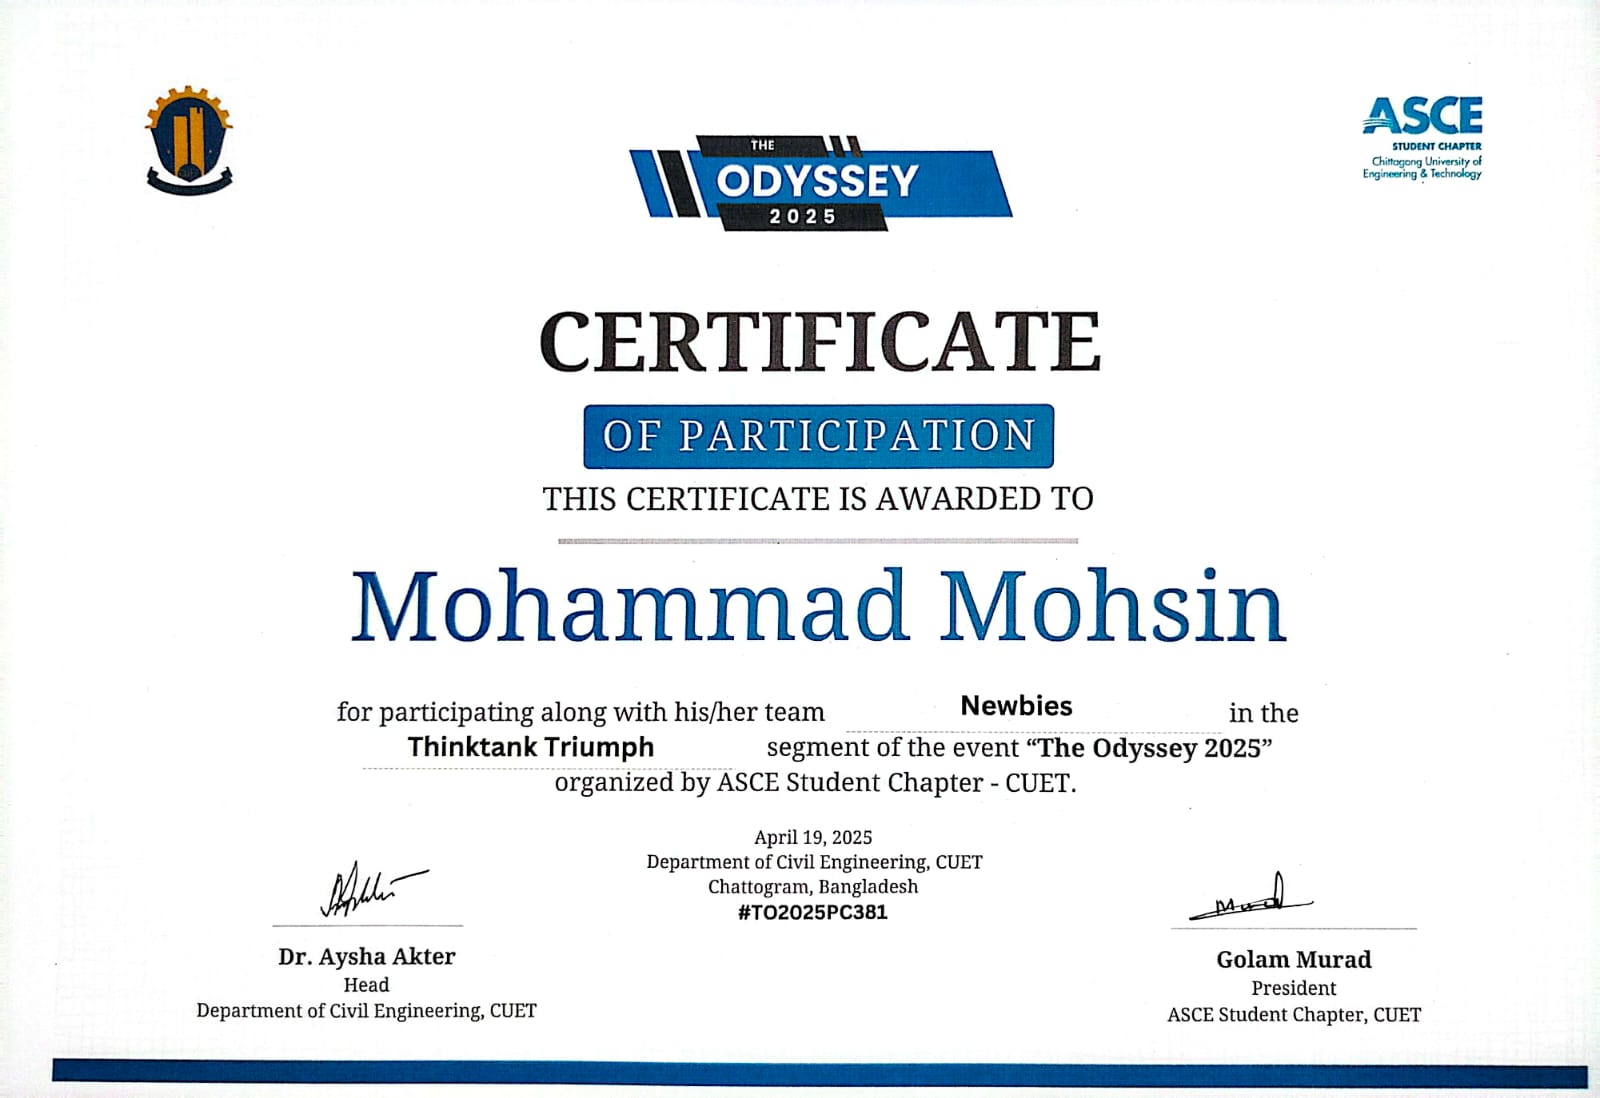 THE
ODYSSEY
2025
ASCE
STUDENT CHAPTER
Chittagong University of
Engineering & Technology
CERTIFICATE
OF PARTICIPATION
THIS CERTIFICATE IS AWARDED TO
Mohammad Mohsin
for participating along with his/her team Newbies in the
Thinktank Triumph segment of the event “The Odyssey 2025”
organized by ASCE Student Chapter - CUET.
April 19, 2025
Department of Civil Engineering, CUET
Chattogram, Bangladesh
#TO2025PC381
Dr. Aysha Akter
Head
Department of Civil Engineering, CUET
Murad
Golam Murad
President
ASCE Student Chapter, CUET